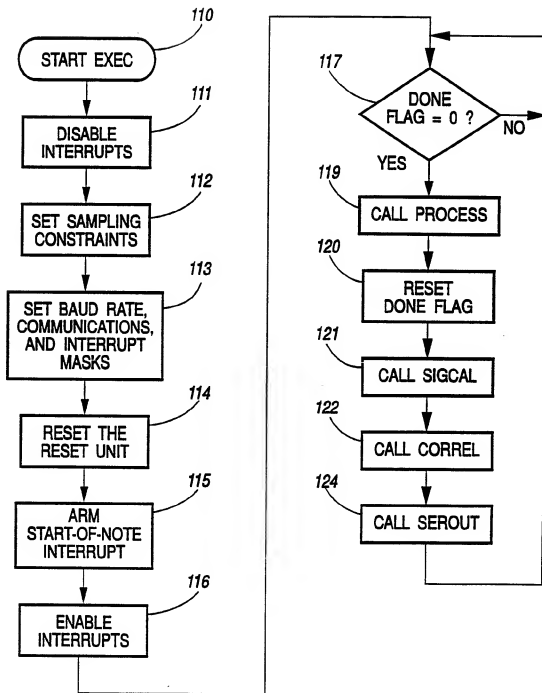 110
START EXEC
111
DISABLE
INTERRUPTS
112
SET SAMPLING
CONSTRAINTS
113
SET BAUD RATE,
COMMUNICATIONS,
AND INTERRUPT
MASKS
114
RESET THE
RESET UNIT
115
ARM
START-OF-NOTE
INTERRUPT
116
ENABLE
INTERRUPTS
117
DONE
FLAG = 0 ?
NO
YES
119
CALL PROCESS
120
RESET
DONE FLAG
121
CALL SIGCAL
122
CALL CORREL
124
CALL SEROUT